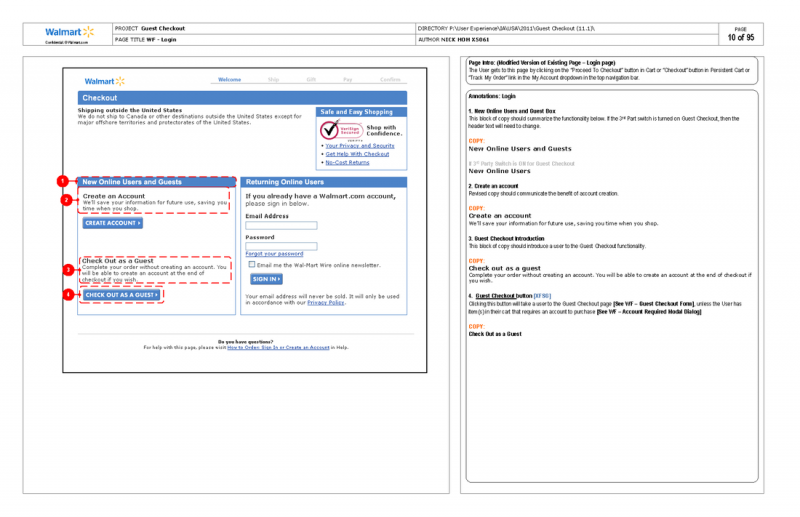 Walmart
Confidential ©Walmart.com
PROJECT Guest Checkout
PAGE TITLE WF - Login
DIRECTORY P:\User Experience\IA\USA\2011\Guest Checkout (11.1)\
AUTHOR NICK HOH X5061
PAGE
10 of 95
Walmart
Welcome Ship Gift Pay Confirm
Checkout
Shipping outside the United States
We do not ship to Canada or other destinations outside the United States except for
major offshore territories and protectorates of the United States.
Safe and Easy Shopping
VeriSign
Secured
Shop with
Confidence.
• Your Privacy and Security
• Get Help With Checkout
• No-Cost Returns
1
New Online Users and Guests
2
Create an Account
We'll save your information for future use, saving you
time when you shop.
CREATE ACCOUNT
3
Check Out as a Guest
Complete your order without creating an account. You
will be able to create an account at the end of
checkout if you wish.
4
CHECK OUT AS A GUEST
Returning Online Users
If you already have a Walmart.com account,
please sign in below.
Email Address
Password
Forgot your password
Email me the Wal-Mart Wire online newsletter.
SIGN IN
Your email address will never be sold. It will only be used
in accordance with our Privacy Policy.
Do you have questions?
For help with this page, please visit How to Order: Sign In or Create an Account in Help.
Page Intro: (Modified Version of Existing Page – Login page)
The User gets to this page by clicking on the "Proceed To Checkout" button in Cart or "Checkout" button in Persistent Cart or
"Track My Order" link in the My Account dropdown in the top navigation bar.
Annotations: Login
1. New Online Users and Guest Box
This block of copy should summarize the functionality below. If the 3rd Part switch is turned on Guest Checkout, then the
header text will need to change.
COPY:
New Online Users and Guests
If 3rd Party Switch is ON for Guest Checkout
New Online Users
2. Create an account
Revised copy should communicate the benefit of account creation.
COPY:
Create an account
We'll save your information for future use, saving you time when you shop.
3. Guest Checkout Introduction
This block of copy should introduce a user to the Guest Checkout functionality.
COPY:
Check out as a guest
Complete your order without creating an account. You will be able to create an account at the end of checkout if
you wish.
4. Guest Checkout button
Clicking this button will take a user to the Guest Checkout page [See WF – Guest Checkout Form], unless the User has
item(s) in their cart that requires an account to purchase [See WF – Account Required Modal Dialog]
COPY:
Check Out as a Guest